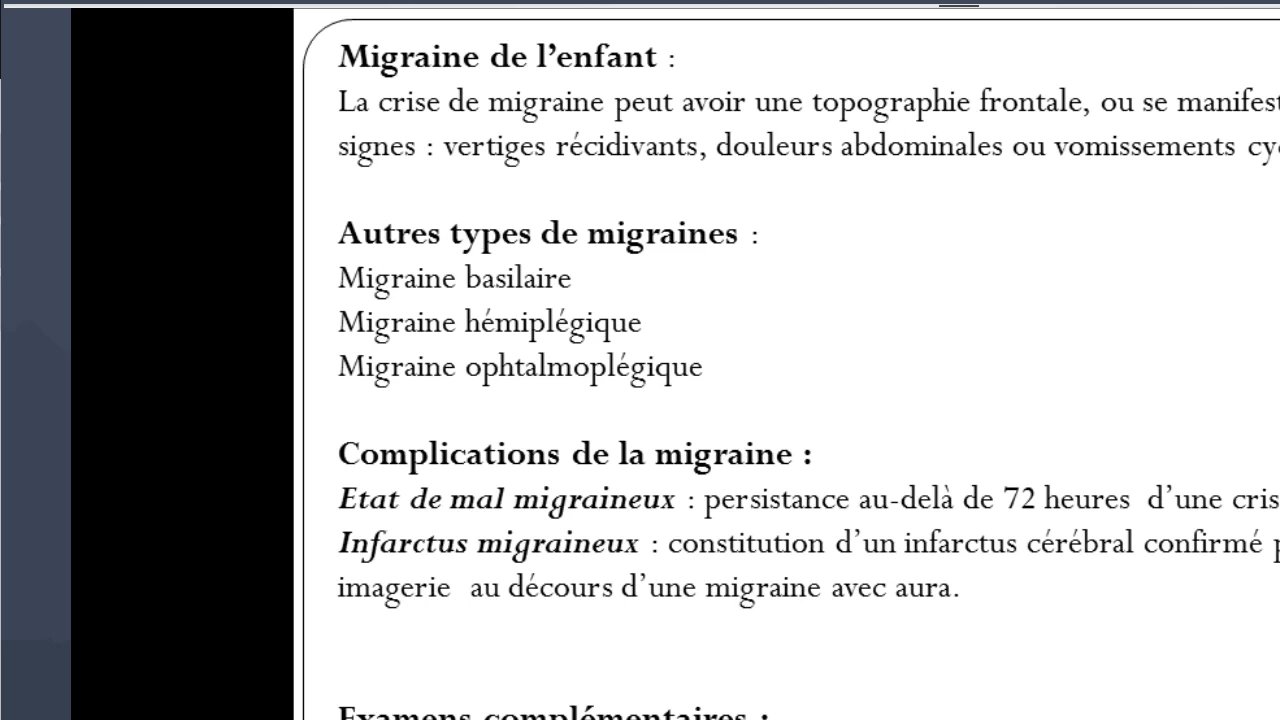 Migraine de l’enfant :
La crise de migraine peut avoir une topographie frontale, ou se
signes : vertiges récidivants, douleurs abdominales ou vomissements
Autres types de migraines :
Migraine basilaire
Migraine hémiplégique
Migraine ophtalmoplégique
Complications de la migraine :
Etat de mal migraineux : persistance au-delà de 72 heures d’une
Infarctus migraineux : constitution d’un infarctus cérébral confirmé
imagerie au décours d’une migraine avec aura.
Examens complémentaires :